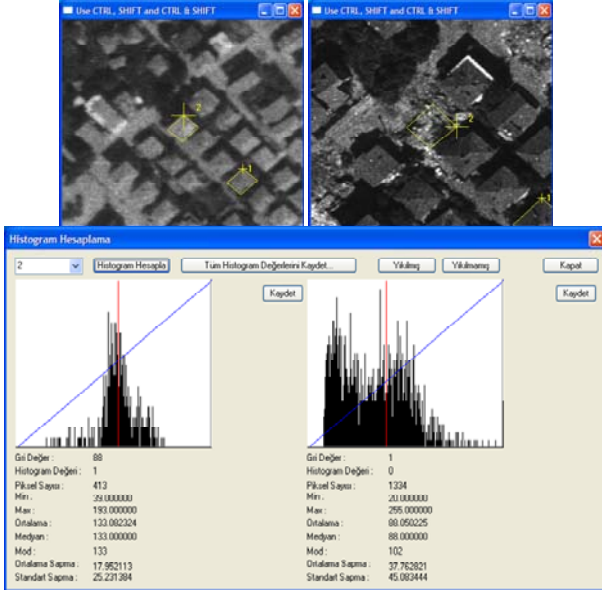 Use CTRL, SHIFT and CTRL & SHIFT
Use CTRL, SHIFT and CTRL & SHIFT
2
1
2
1
Histogram Hesaplama
2
Histogram Hesapla
Tüm Histogram Değerlerini Kaydet...
Yıkılmış
Yıkılmamış
Kapat
Kaydet
Kaydet
Gri Değer : 88
Histogram Değeri : 1
Piksel Sayısı : 413
Min : 39.000000
Max : 193.000000
Ortalama : 133.082324
Medyan : 133.000000
Mod : 133
Ortalama Sapma : 17.952113
Standart Sapma : 25.231384
Gri Değer : 1
Histogram Değeri : 0
Piksel Sayısı : 1334
Min : 20.000000
Max : 255.000000
Ortalama : 88.050225
Medyan : 88.000000
Mod : 102
Ortalama Sapma : 37.762821
Standart Sapma : 45.083444